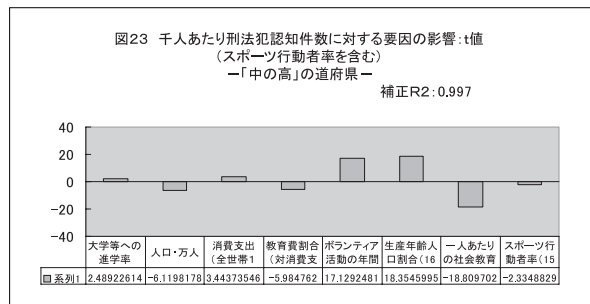 図23 千人あたり刑法犯認知件数に対する要因の影響:t値
(スポーツ行動者率を含む)
ー「中の高」の道府県ー
補正R2:0.997
40
20
0
-20
-40
大学等への進学率 人口・万人 消費支出(全世帯1 教育費割合(対消費支 ボランティア活動の年間 生産年齢人口割合(16 一人あたりの社会教育 スポーツ行動者率(15
系列1 2.48922614 -6.1198178 3.44373546 -5.984762 17.1292481 18.3545995 -18.809702 -2.3348829